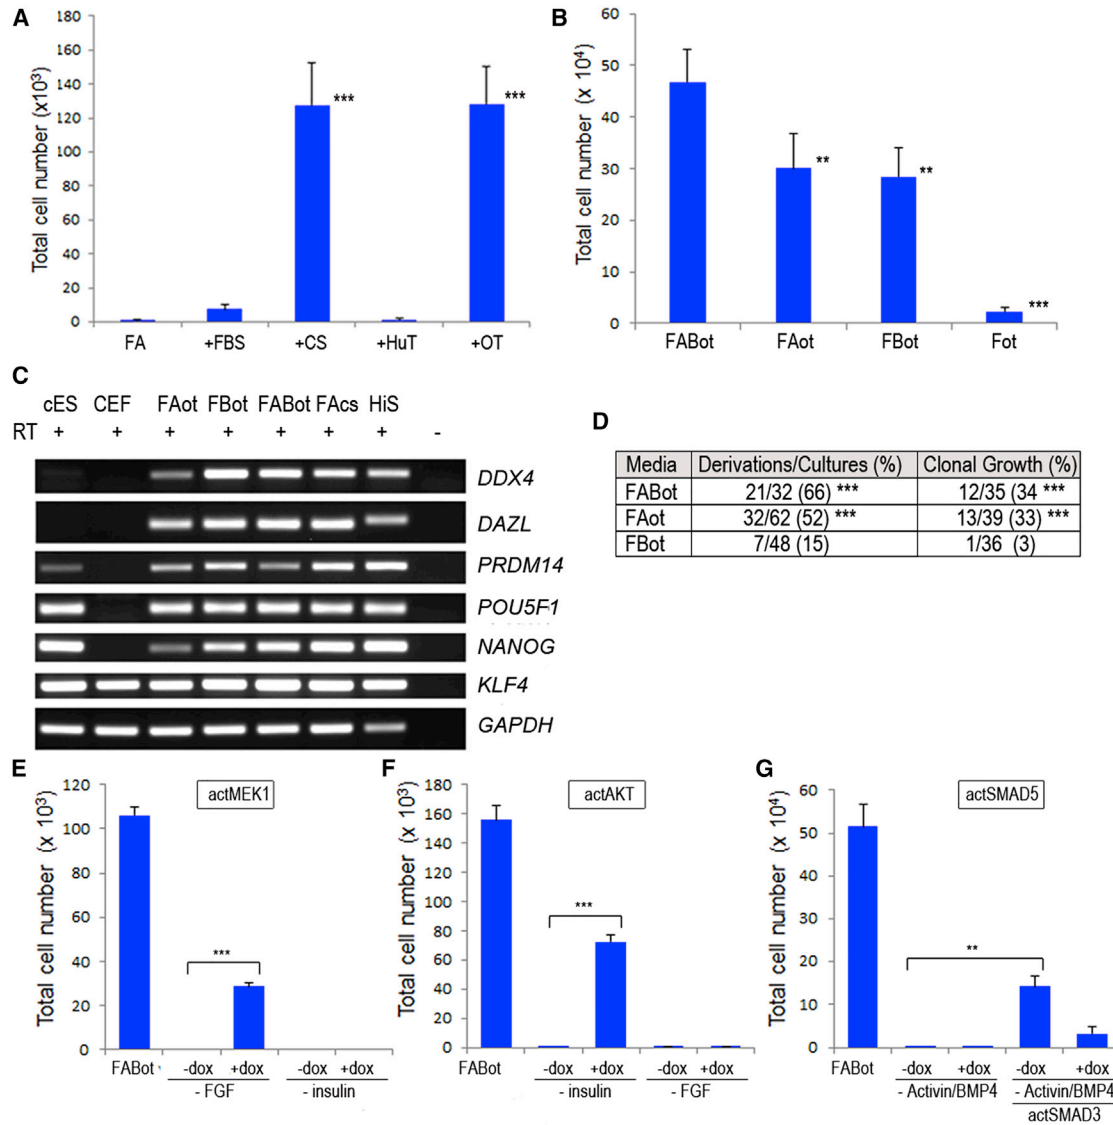 A
Total cell number (x10³)
180
160
140
120
100
80
60
40
20
0
***
***
FA +FBS +CS +HuT +OT
B
Total cell number (x 10⁴)
60
50
40
30
20
10
0
**
**
***
FABot FAot FBot Fot
C
cES CEF FAot FBot FABot FAcs HiS
RT + + + + + + + -
DDX4
DAZL
PRDM14
POU5F1
NANOG
KLF4
GAPDH
D
Media Derivations/Cultures (%) Clonal Growth (%)
FABot 21/32 (66) *** 12/35 (34 ***
FAot 32/62 (52) *** 13/39 (33) ***
FBot 7/48 (15) 1/36 (3)
E
actMEK1
Total cell number (x 10³)
120
100
80
60
40
20
0
***
FABot -dox +dox -dox +dox
- FGF - insulin
F
actAKT
Total cell number (x 10³)
180
160
140
120
100
80
60
40
20
0
***
FABot -dox +dox -dox +dox
- insulin - FGF
G
actSMAD5
Total cell number (x 10⁴)
60
50
40
30
20
10
0
**
FABot -dox +dox -dox +dox
- Activin/BMP4 - Activin/BMP4
actSMAD3